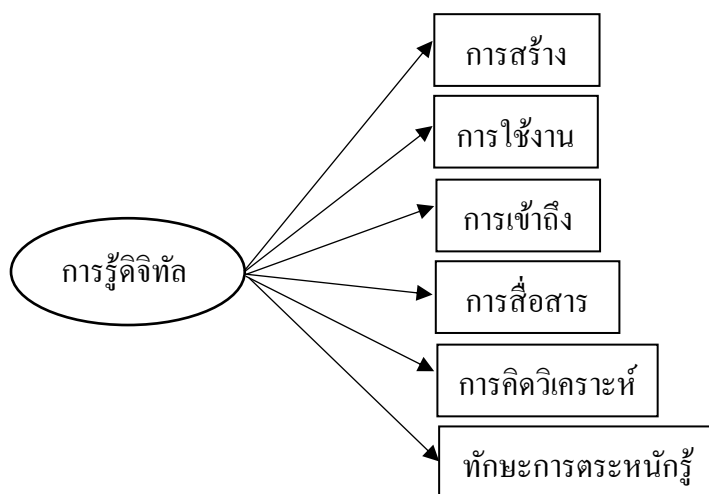 การสร้าง
การใช้งาน
การเข้าถึง
การรู้ดิจิทัล
การสื่อสาร
การคิดวิเคราะห์
ทักษะการตระหนักรู้